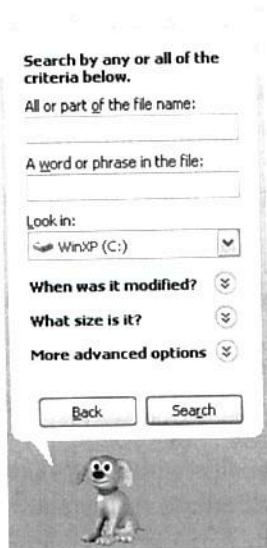 Search by any or all of the
criteria below.
All or part of the file name:
A word or phrase in the file:
Look in:
WinXP (C:)
When was it modified?
What size is it?
More advanced options
Back
Search